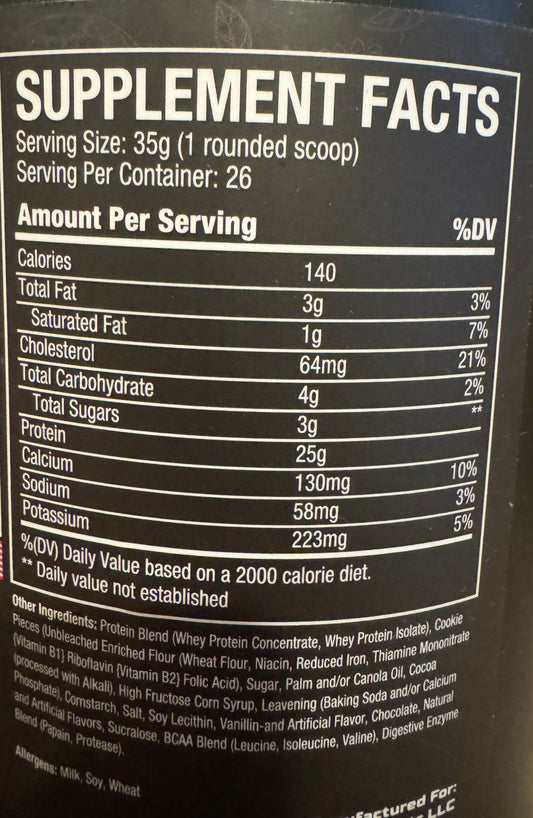 SUPPLEMENT FACTS
Serving Size: 35g (1 rounded scoop)
Serving Per Container: 26
Amount Per Serving %DV
Calories 140
Total Fat 3g 3%
Saturated Fat 1g 7%
Cholesterol 64mg 21%
Total Carbohydrate 4g 2%
Total Sugars 3g **
Protein 25g
Calcium 130mg 10%
Sodium 58mg 3%
Potassium 223mg 5%
%(DV) Daily Value based on a 2000 calorie diet.
** Daily value not established
Other Ingredients: Protein Blend (Whey Protein Concentrate, Whey Protein Isolate), Cookie
Pieces (Unbleached Enriched Flour (Wheat Flour, Niacin, Reduced Iron, Thiamine Mononitrate
{Vitamin B1} Riboflavin {Vitamin B2} Folic Acid), Sugar, Palm and/or Canola Oil, Cocoa
(processed with Alkali), High Fructose Corn Syrup, Leavening (Baking Soda and/or Calcium
Phosphate), Cornstarch, Salt, Soy Lecithin, Vanillin-and Artificial Flavor, Chocolate, Natural
and Artificial Flavors, Sucralose, BCAA Blend (Leucine, Isoleucine, Valine), Digestive Enzyme
Blend (Papain, Protease).
Allergens: Milk, Soy, Wheat
For:
LLC